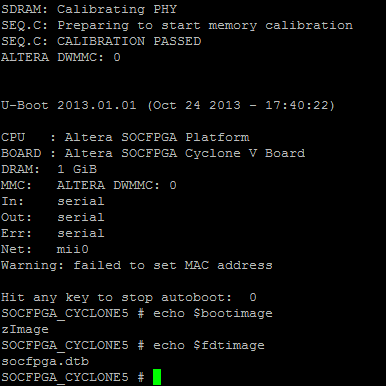 SDRAM: Calibrating PHY
SEQ.C: Preparing to start memory calibration
SEQ.C: CALIBRATION PASSED
ALTERA DWMMC: 0
U-Boot 2013.01.01 (Oct 24 2013 - 17:40:22)
CPU   : Altera SOCFPGA Platform
BOARD : Altera SOCFPGA Cyclone V Board
DRAM:  1 GiB
MMC:   ALTERA DWMMC: 0
In:    serial
Out:   serial
Err:   serial
Net:   mii0
Warning: failed to set MAC address
Hit any key to stop autoboot:  0
SOCFPGA_CYCLONE5 # echo $bootimage
zImage
SOCFPGA_CYCLONE5 # echo $fdtimage
socfpga.dtb
SOCFPGA_CYCLONE5 #